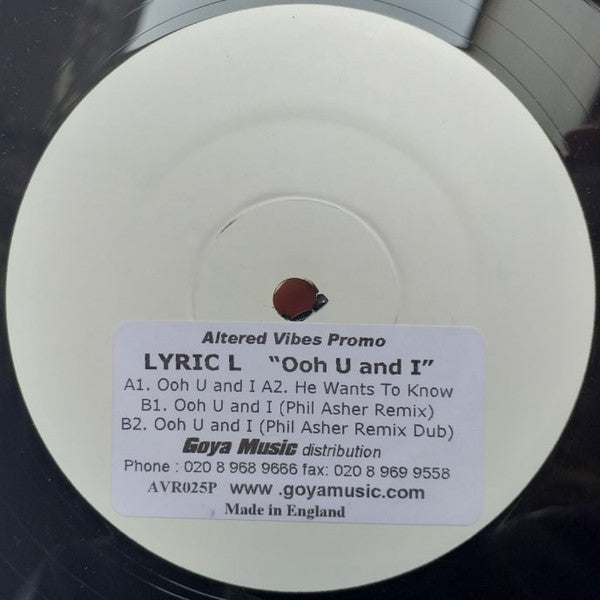 Altered Vibes Promo
LYRIC L "Ooh U and I"
A1. Ooh U and I A2. He Wants To Know
B1. Ooh U and I (Phil Asher Remix)
B2. Ooh U and I (Phil Asher Remix Dub)
Goya Music distribution
Phone : 020 8 968 9666 fax: 020 8 969 9558
AVR025P www .goyamusic.com
Made in England